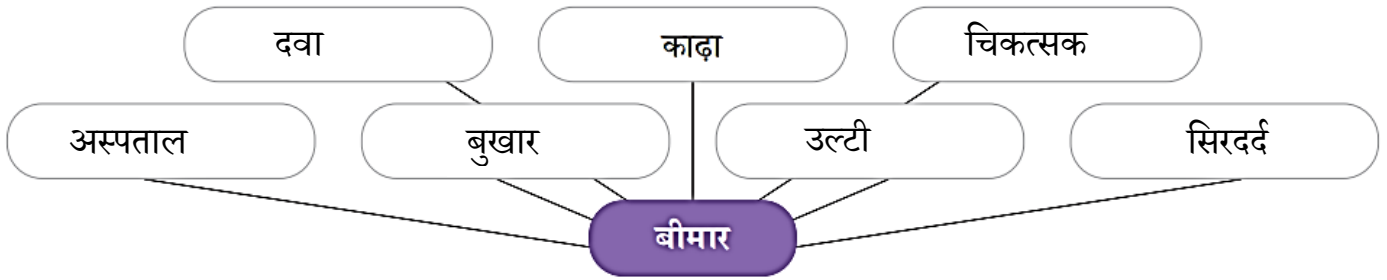 दवा
काढ़ा
चिकत्सक
अस्पताल
बुखार
उल्टी
सिरदर्द
बीमार